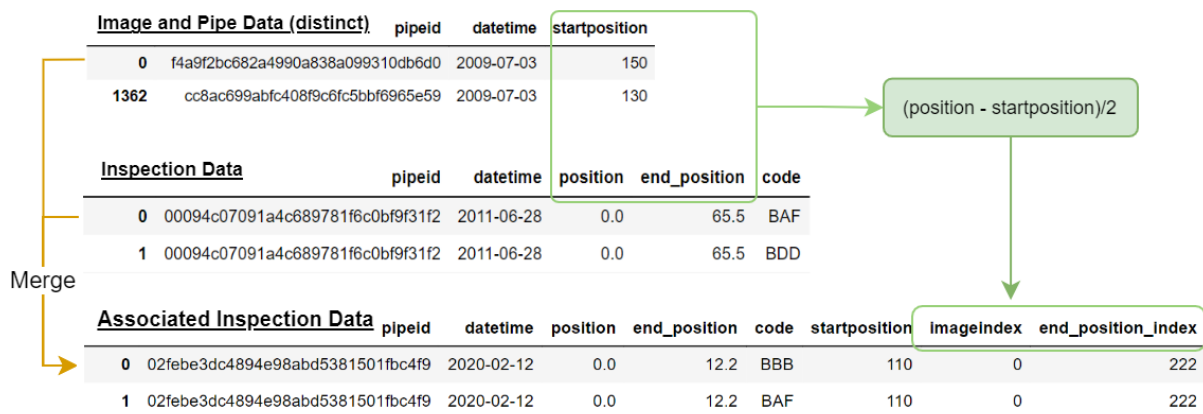 Image and Pipe Data (distinct) pipeid datetime startposition
0 f4a9f2bc682a4990a838a099310db6d0 2009-07-03 150
1362 cc8ac699abfc408f9c6fc5bbf6965e59 2009-07-03 130
(position - startposition)/2
Inspection Data pipeid datetime position end_position code
0 00094c07091a4c689781f6c0bf9f31f2 2011-06-28 0.0 65.5 BAF
1 00094c07091a4c689781f6c0bf9f31f2 2011-06-28 0.0 65.5 BDD
Merge
Associated Inspection Data pipeid datetime position end_position code startposition imageindex end_position_index
0 02febe3dc4894e98abd5381501fbc4f9 2020-02-12 0.0 12.2 BBB 110 0 222
1 02febe3dc4894e98abd5381501fbc4f9 2020-02-12 0.0 12.2 BAF 110 0 222